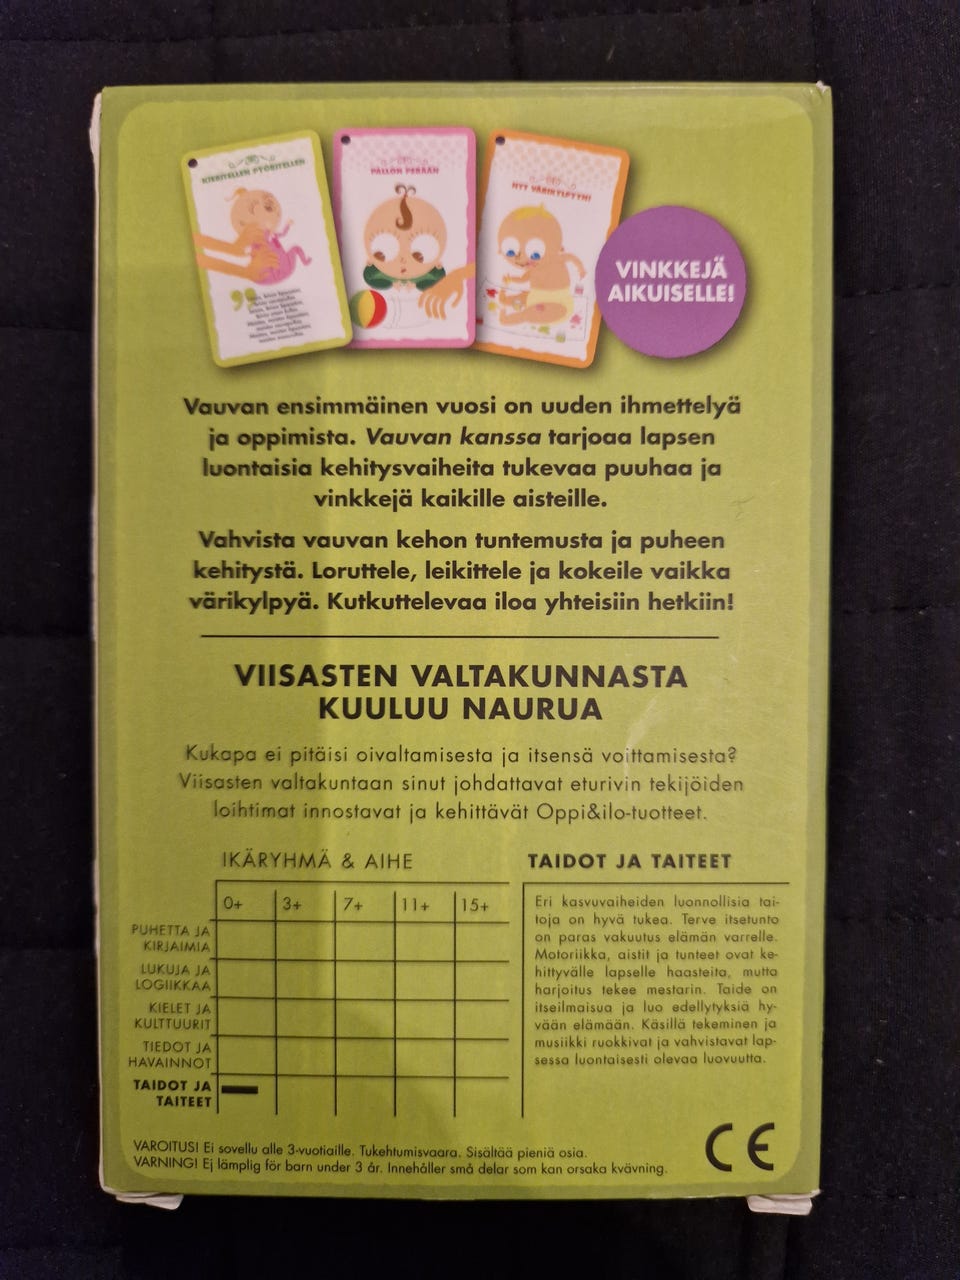 KIERITELLEN PYÖRITELLEN
PALLON PERÄÄN
NYT VÄRIKYLPYYN!
VINKKEJÄ
AIKUISELLE!
Vauvan ensimmäinen vuosi on uuden ihmettelyä
ja oppimista. Vauvan kanssa tarjoaa lapsen
luontaisia kehitysvaiheita tukevaa puuhaa ja
vinkkejä kaikille aisteille.
Vahvista vauvan kehon tuntemusta ja puheen
kehitystä. Loruttele, leikittele ja kokeile vaikka
värikylpyä. Kutkuttelevaa iloa yhteisiin hetkiin!
VIISASTEN VALTAKUNNASTA
KUULUU NAURUA
Kukapa ei pitäisi oivaltamisesta ja itsensä voittamisesta?
Viisasten valtakuntaan sinut johdattavat eturivin tekijöiden
loihtimat innostavat ja kehittävät Oppi&ilo-tuotteet.
IKÄRYHMÄ & AIHE
0+ 3+ 7+ 11+ 15+
PUHETTA JA
KIRJAIMIA
LUKUJA JA
LOGIIKKAA
KIELET JA
KULTTUURIT
TIEDOT JA
HAVAINNOT
TAIDOT JA
TAITEET
TAIDOT JA TAITEET
Eri kasvuvaiheiden luonnollisia tai-
toja on hyvä tukea. Terve itsetunto
on paras vakuutus elämän varrelle.
Motoriikka, aistit ja tunteet ovat ke-
hittyvälle lapselle haasteita, mutta
harjoitus tekee mestarin. Taide on
itseilmaisua ja luo edellytyksiä hy-
vään elämään. Käsillä tekeminen ja
musiikki ruokkivat ja vahvistavat lap-
sessa luontaisesti olevaa luovuutta.
VAROITUS! Ei sovellu alle 3-vuotiaille. Tukehtumisvaara. Sisältää pieniä osia.
VARNING! Ej lämplig för barn under 3 år. Innehåller små delar som kan orsaka kvävning.
CE